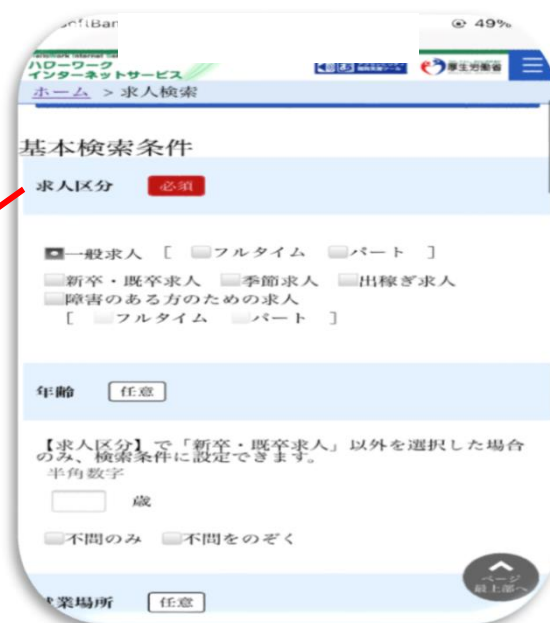 49%
ハローワーク
インターネットサービス
厚生労働省
ホーム > 求人検索
基本検索条件
求人区分 必須
一般求人 [ フルタイム パート ]
新卒・既卒求人 季節求人 出稼ぎ求人
障害のある方のための求人
[ フルタイム パート ]
年齢 任意
【求人区分】で「新卒・既卒求人」以外を選択した場合
のみ、検索条件に設定できます。
半角数字
歳
不問のみ 不問をのぞく
ページ
最上部へ
業場所 任意